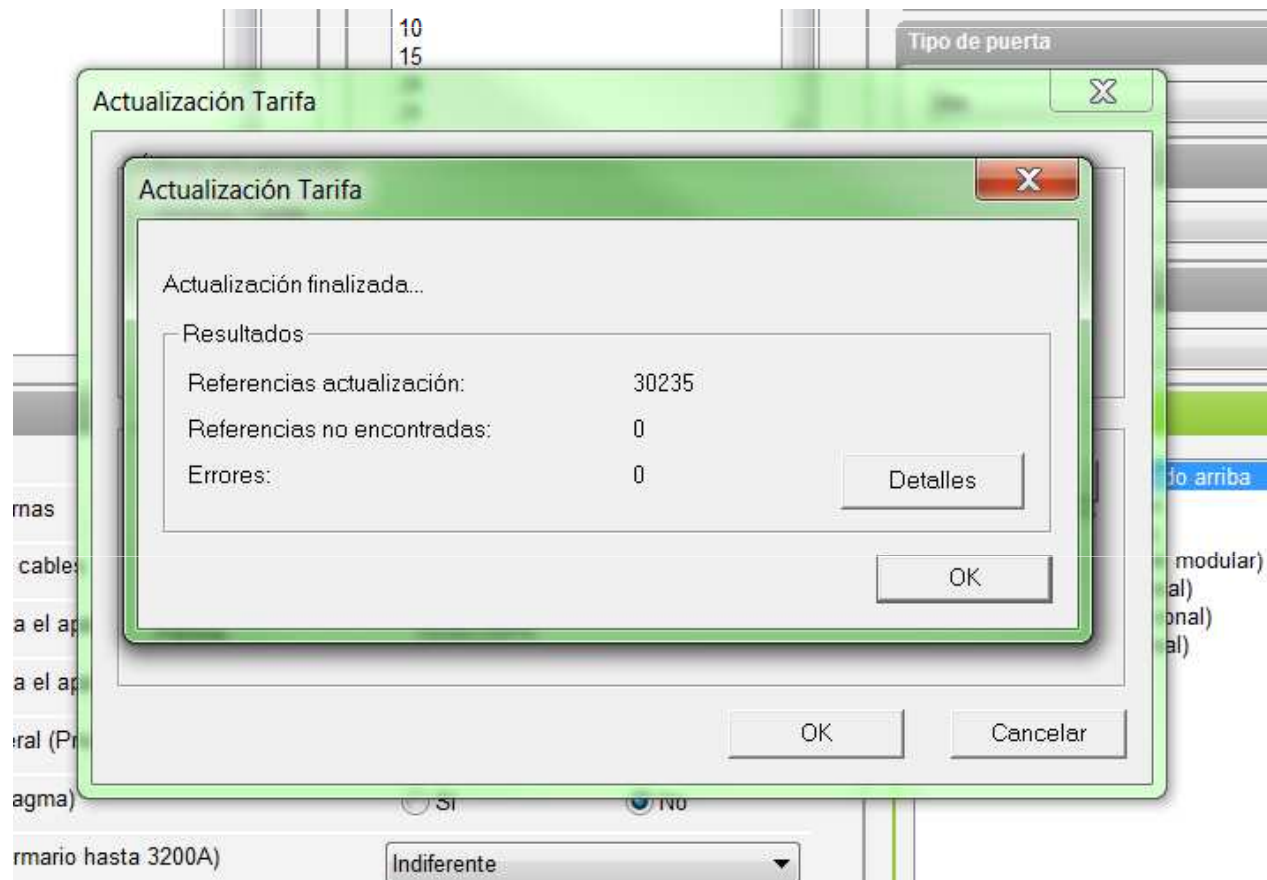 10
15
Tipo de puerta
Actualización Tarifa
Actualización Tarifa
Actualización finalizada...
Resultados
Referencias actualización: 30235
Referencias no encontradas: 0
Errores: 0
Detalles
OK
do arriba
modular)
al)
onal)
al)
mas
cables
a el ap
a el ap
eral (Pr
OK Cancelar
agma) Si No
rmario hasta 3200A) Indiferente